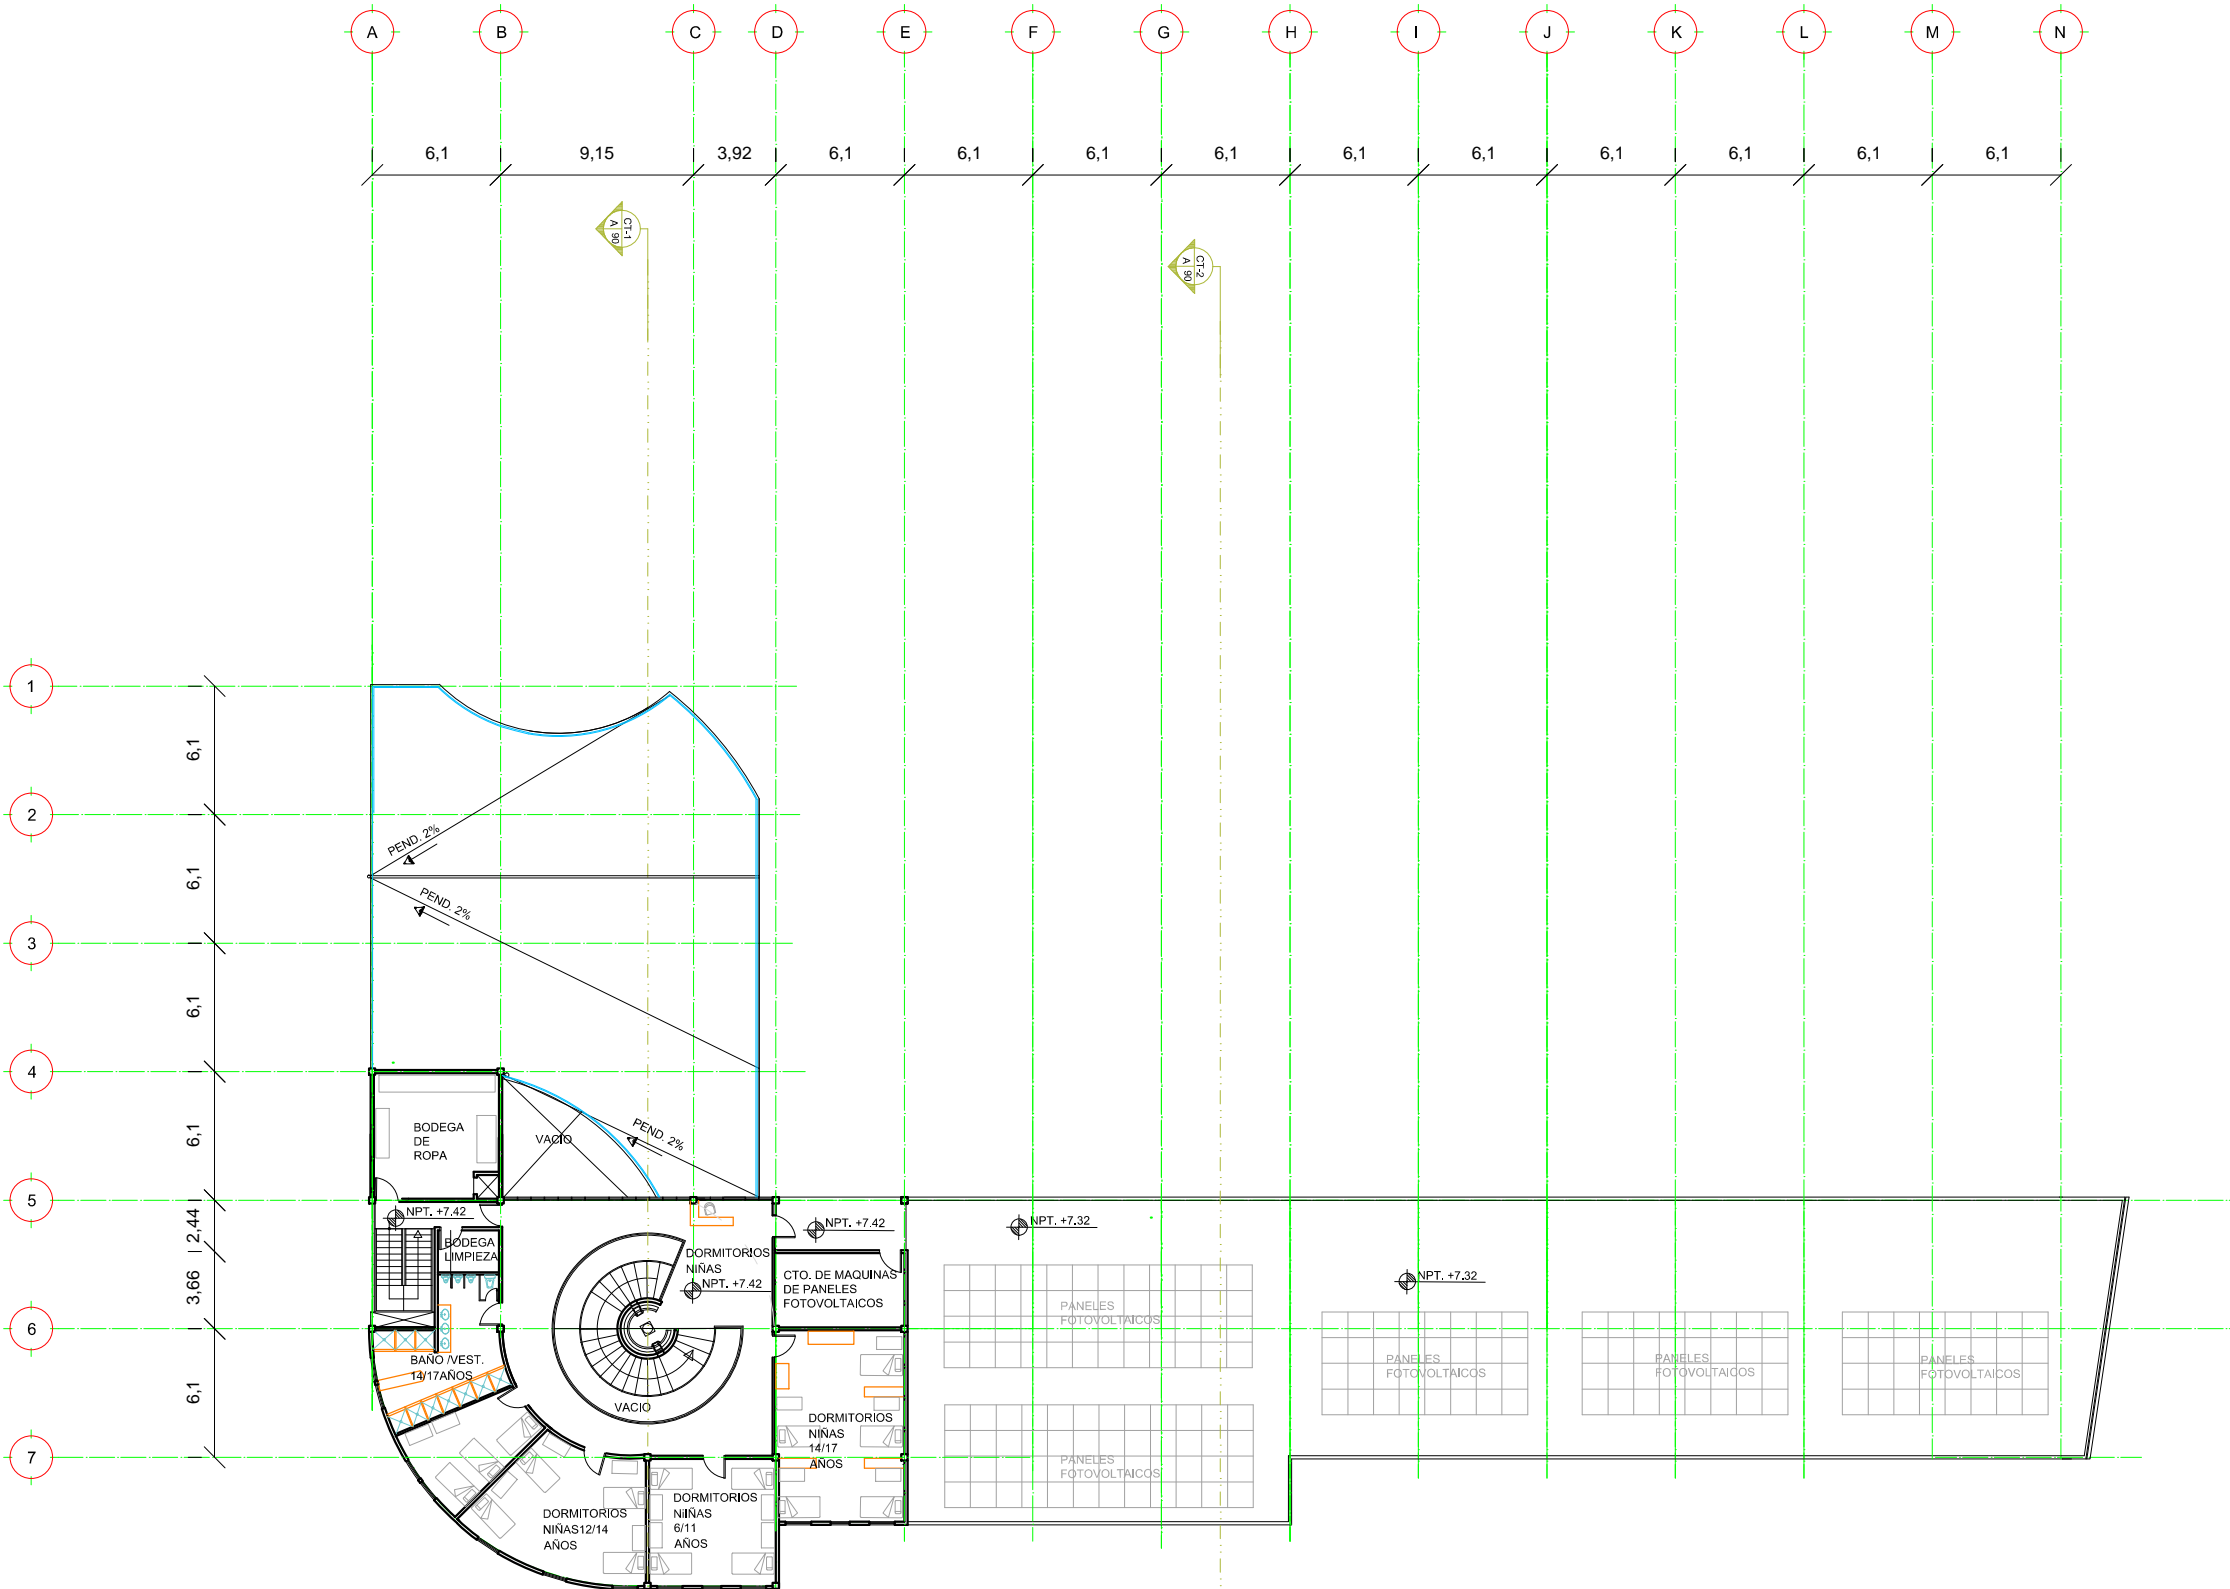 A B C D E F G H I J K L M N
6,1 9,15 3,92 6,1 6,1 6,1 6,1 6,1 6,1 6,1 6,1 6,1 6,1
CT-1
A 90
CT-2
A 90
1
6,1
2
PEND. 2%
6,1
PEND. 2%
3
6,1
4
6,1
BODEGA
DE
ROPA
VACIO
PEND. 2%
5
2,44
NPT. +7.42
NPT. +7.42
NPT. +7.32
BODEGA
LIMPIEZA
DORMITORIOS
NIÑAS
NPT. +7.42
CTO. DE MAQUINAS
DE PANELES
FOTOVOLTAICOS
NPT. +7.32
3,66
PANELES
FOTOVOLTAICOS
6
BAÑO /VEST.
14/17AÑOS
PANELES
FOTOVOLTAICOS
PANELES
FOTOVOLTAICOS
PANELES
FOTOVOLTAICOS
6,1
VACIO
DORMITORIOS
NIÑAS
14/17
AÑOS
7
PANELES
FOTOVOLTAICOS
DORMITORIOS
NIÑAS12/14
AÑOS
DORMITORIOS
NIIÑAS
6/11
AÑOS